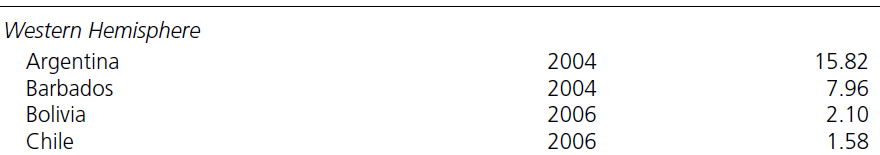 Western Hemisphere
Argentina 2004 15.82
Barbados 2004 7.96
Bolivia 2006 2.10
Chile 2006 1.58